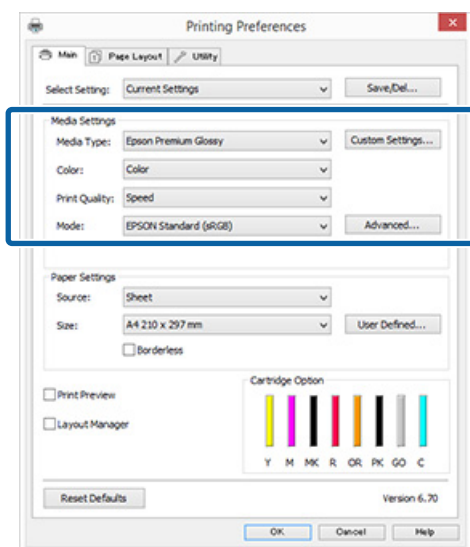 Printing Preferences
Main Page Layout Utility
Select Setting: Current Settings Save/Del...
Media Settings
Media Type: Epson Premium Glossy Custom Settings...
Color: Color
Print Quality: Speed
Mode: EPSON Standard (sRGB) Advanced...
Paper Settings
Source: Sheet
Size: A4 210 x 297 mm User Defined...
Borderless
Cartridge Option
Print Preview
Layout Manager
Y M MK R OR PK GO C
Reset Defaults Version 6.70
OK Cancel Help